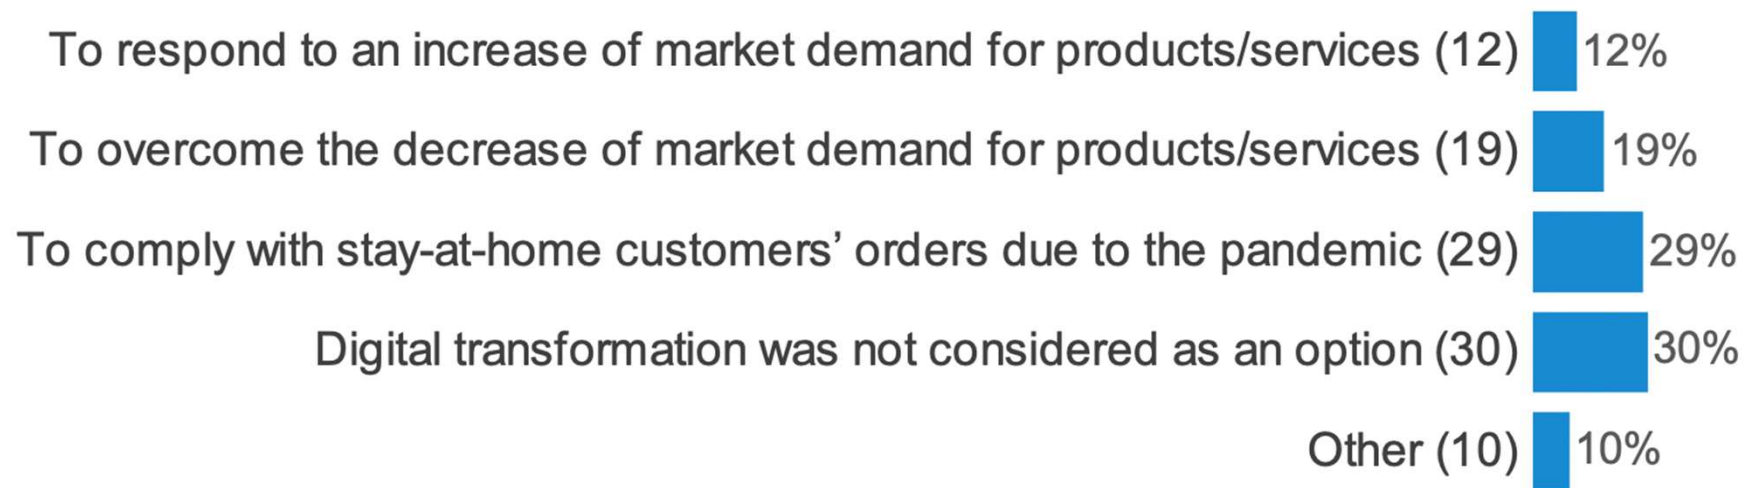 To respond to an increase of market demand for products/services (12) 12%
To overcome the decrease of market demand for products/services (19) 19%
To comply with stay-at-home customers’ orders due to the pandemic (29) 29%
Digital transformation was not considered as an option (30) 30%
Other (10) 10%